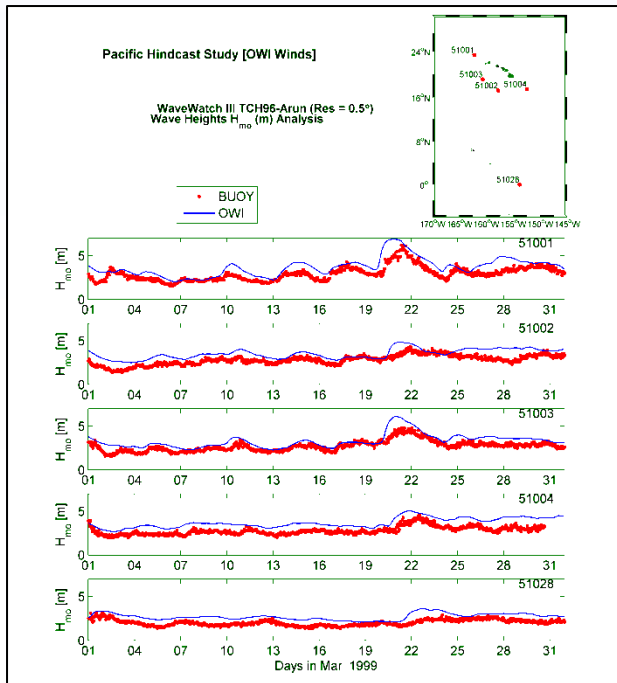 Pacific Hindcast Study [OWI Winds]
WaveWatch III TCH96-Arun (Res = 0.5°)
Wave Heights Hmo (m) Analysis
24°N
16°N
8°N
0°
170°W 165°W 160°W 155°W 150°W 145°W
51001
51003
51002
51004
51028
BUOY
OWI
51001
Hmo [m]
5
0
01 04 07 10 13 16 19 22 25 28 31
51002
Hmo [m]
5
0
01 04 07 10 13 16 19 22 25 28 31
51003
Hmo [m]
5
0
01 04 07 10 13 16 19 22 25 28 31
51004
Hmo [m]
5
0
01 04 07 10 13 16 19 22 25 28 31
51028
Hmo [m]
5
0
01 04 07 10 13 16 19 22 25 28 31
Days in Mar 1999